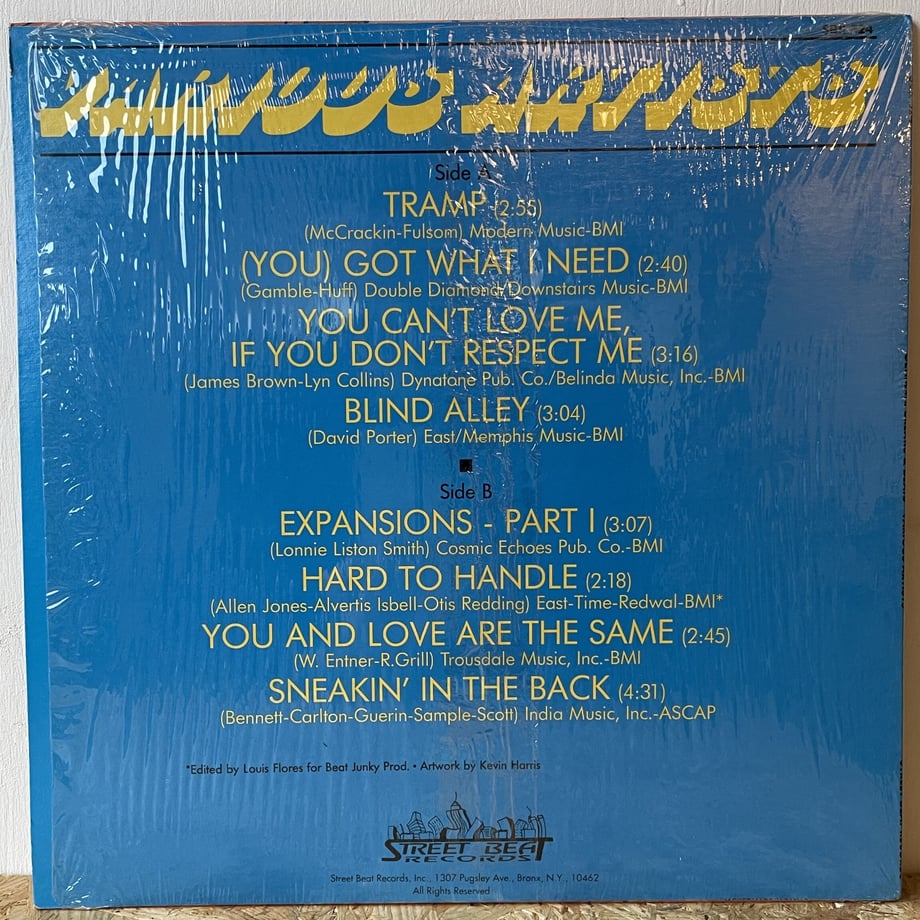 VARIOUS ARTISTS
Side A
TRAMP (2:55)
(McCrackin-Fulsom) Modern Music-BMI
(YOU) GOT WHAT I NEED (2:40)
(Gamble-Huff) Double Diamond/Downstairs Music-BMI
YOU CAN'T LOVE ME,
IF YOU DON'T RESPECT ME (3:16)
(James Brown-Lyn Collins) Dynatane Pub. Co./Belinda Music, Inc.-BMI
BLIND ALLEY (3:04)
(David Porter) East/Memphis Music-BMI
Side B
EXPANSIONS - PART I (3:07)
(Lonnie Liston Smith) Cosmic Echoes Pub. Co.-BMI
HARD TO HANDLE (2:18)
(Allen Jones-Alvertis Isbell-Otis Redding) East-Time-Redwal-BMI*
YOU AND LOVE ARE THE SAME (2:45)
(W. Entner-R.Grill) Trousdale Music, Inc.-BMI
SNEAKIN' IN THE BACK (4:31)
(Bennett-Carlton-Guerin-Sample-Scott) India Music, Inc.-ASCAP
*Edited by Louis Flores for Beat Junky Prod. • Artwork by Kevin Harris
STREET BEAT
RECORDS
Street Beat Records, Inc., 1307 Pugsley Ave., Bronx, N.Y., 10462
All Rights Reserved